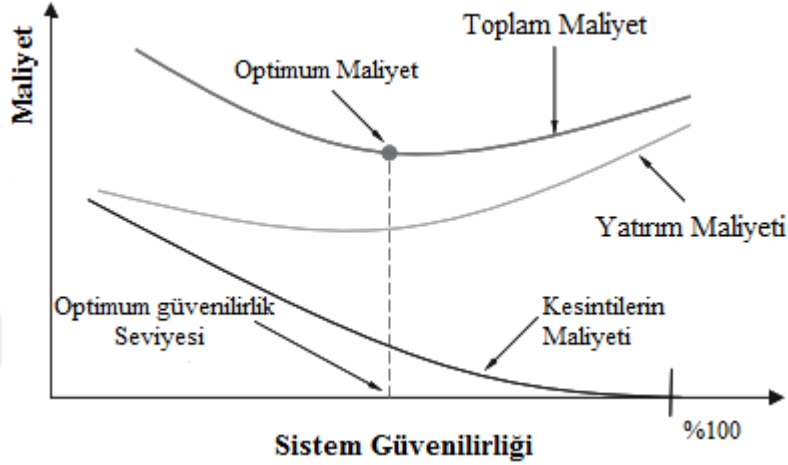 Toplam Maliyet
Optimum Maliyet
Maliyet
Yatırım Maliyeti
Optimum güvenilirlik
Seviyesi
Kesintilerin
Maliyeti
%100
Sistem Güvenilirliği